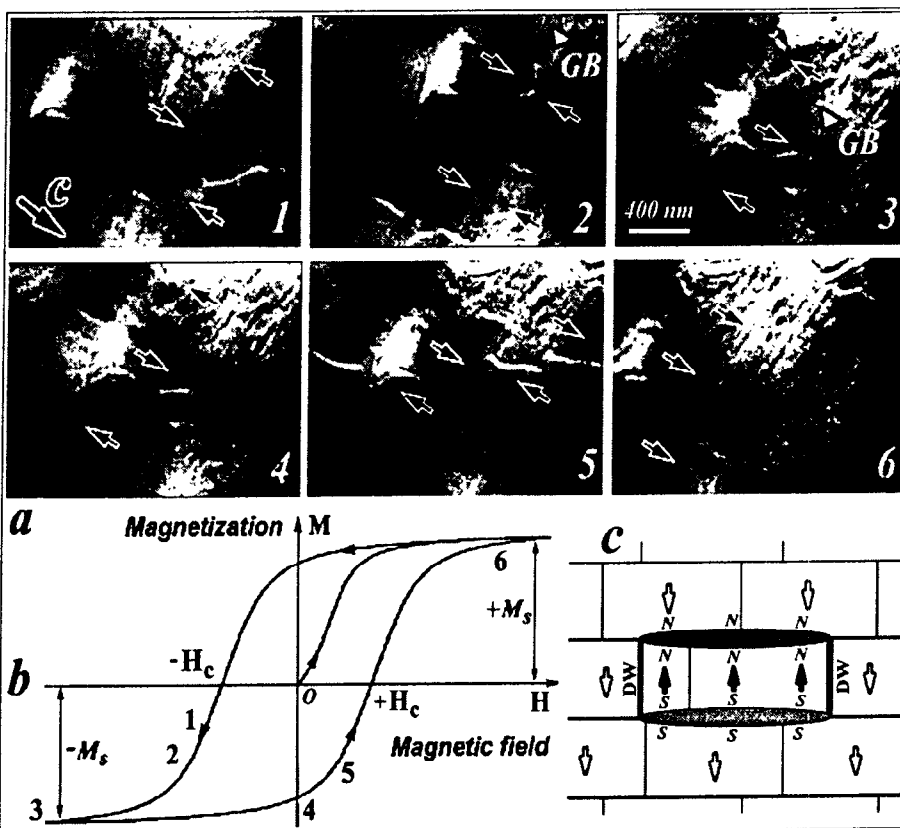 1
C
2
GB
3
GB
400 nm
4
5
6
a
Magnetization M
6
+Ms
-Hc
b
O
+Hc
H
1
2
-Ms
5
Magnetic field
3
4
c
N N N
N N N
DW
DW
S S S
S S S